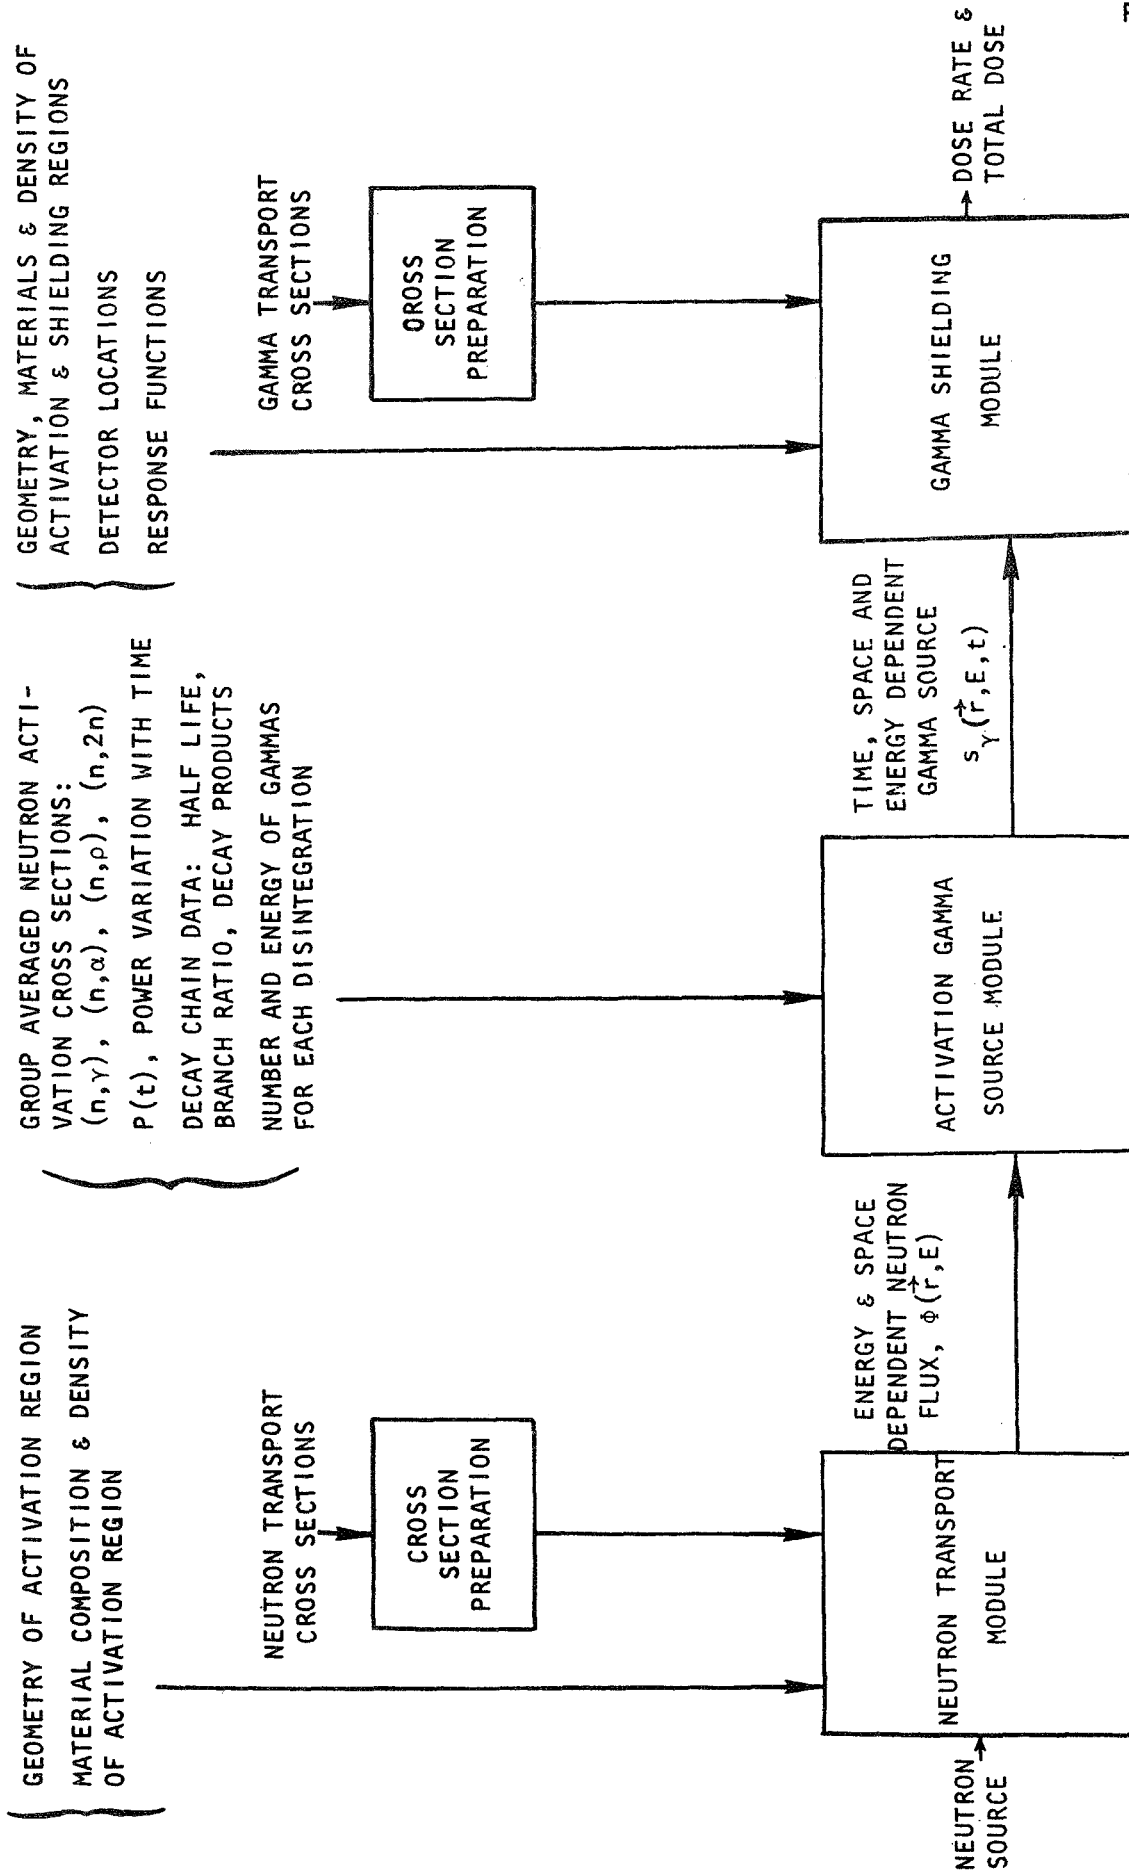 GEOMETRY OF ACTIVATION REGION
MATERIAL COMPOSITION & DENSITY
OF ACTIVATION REGION
NEUTRON TRANSPORT
CROSS SECTIONS
CROSS
SECTION
PREPARATION
NEUTRON
SOURCE
NEUTRON TRANSPORT
MODULE
ENERGY & SPACE
DEPENDENT NEUTRON
FLUX, Φ(r⃗,E)
GROUP AVERAGED NEUTRON ACTI-
VATION CROSS SECTIONS:
(n,γ), (n,α), (n,ρ), (n,2n)
P(t), POWER VARIATION WITH TIME
DECAY CHAIN DATA: HALF LIFE,
BRANCH RATIO, DECAY PRODUCTS
NUMBER AND ENERGY OF GAMMAS
FOR EACH DISINTEGRATION
ACTIVATION GAMMA
SOURCE MODULE
TIME, SPACE AND
ENERGY DEPENDENT
GAMMA SOURCE
s_γ(r⃗,E,t)
GEOMETRY, MATERIALS & DENSITY OF
ACTIVATION & SHIELDING REGIONS
DETECTOR LOCATIONS
RESPONSE FUNCTIONS
GAMMA TRANSPORT
CROSS SECTIONS
OROSS
SECTION
PREPARATION
GAMMA SHIELDING
MODULE
DOSE RATE &
TOTAL DOSE